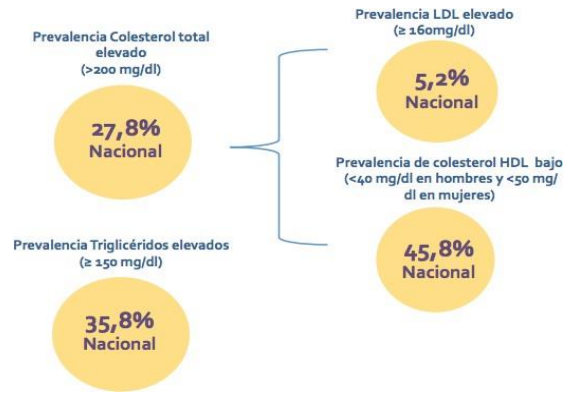 Prevalencia Colesterol total
elevado
(>200 mg/dl)
27,8%
Nacional
Prevalencia LDL elevado
(≥ 160mg/dl)
5,2%
Nacional
Prevalencia de colesterol HDL bajo
(<40 mg/dl en hombres y <50 mg/
dl en mujeres)
45,8%
Nacional
Prevalencia Triglicéridos elevados
(≥ 150 mg/dl)
35,8%
Nacional